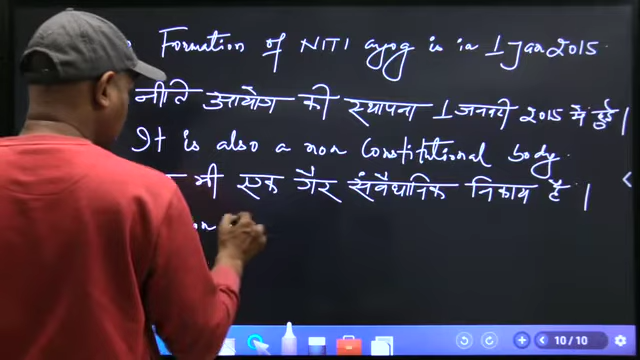 Formation of NITI ayog is in 1 Jan 2015.
नीति आयोग की स्थापना 1 जनवरी 2015 में हुई।
It is also a non Constitutional body.
भी एक गैर संवैधानिक निकाय है।
10/10